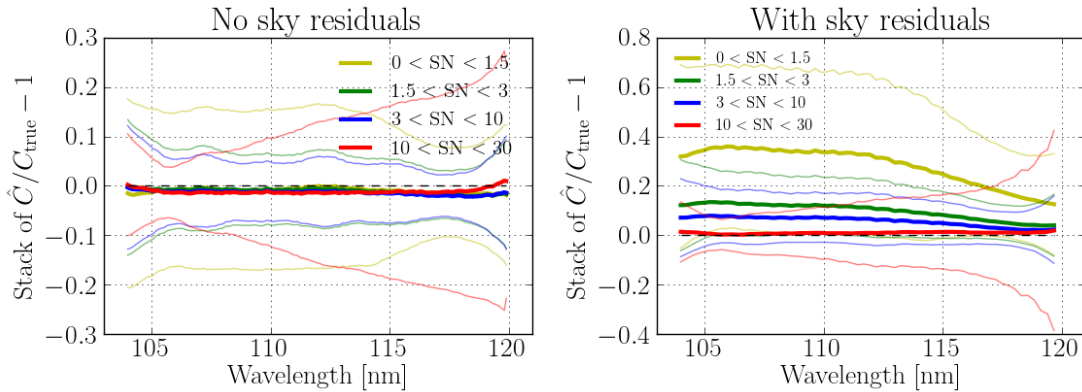 No sky residuals
Stack of Ĉ/C_true − 1
0.3
0.2
0.1
0.0
−0.1
−0.2
−0.3
0 < SN < 1.5
1.5 < SN < 3
3 < SN < 10
10 < SN < 30
105
110
115
120
Wavelength [nm]
With sky residuals
Stack of Ĉ/C_true − 1
0.8
0.6
0.4
0.2
0.0
−0.2
−0.4
0 < SN < 1.5
1.5 < SN < 3
3 < SN < 10
10 < SN < 30
105
110
115
120
Wavelength [nm]